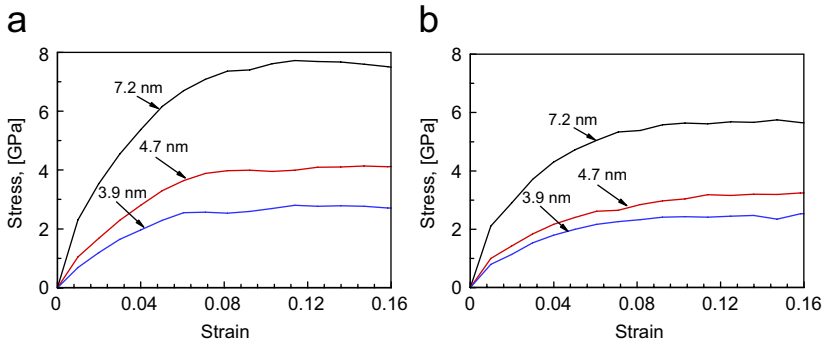 a
8
6
4
2
0
Stress, [GPa]
7.2 nm
4.7 nm
3.9 nm
0
0.04
0.08
0.12
0.16
Strain
b
8
6
4
2
0
Stress, [GPa]
7.2 nm
4.7 nm
3.9 nm
0
0.04
0.08
0.12
0.16
Strain